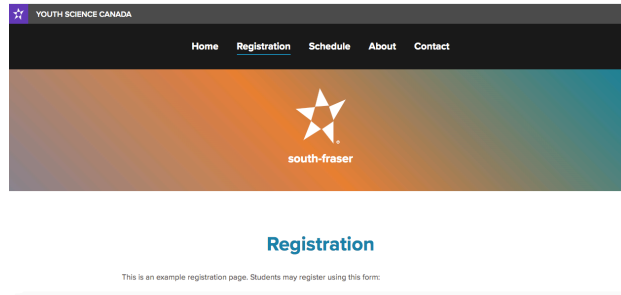 YOUTH SCIENCE CANADA
Home Registration Schedule About Contact
south-fraser
Registration
This is an example registration page. Students may register using this form: